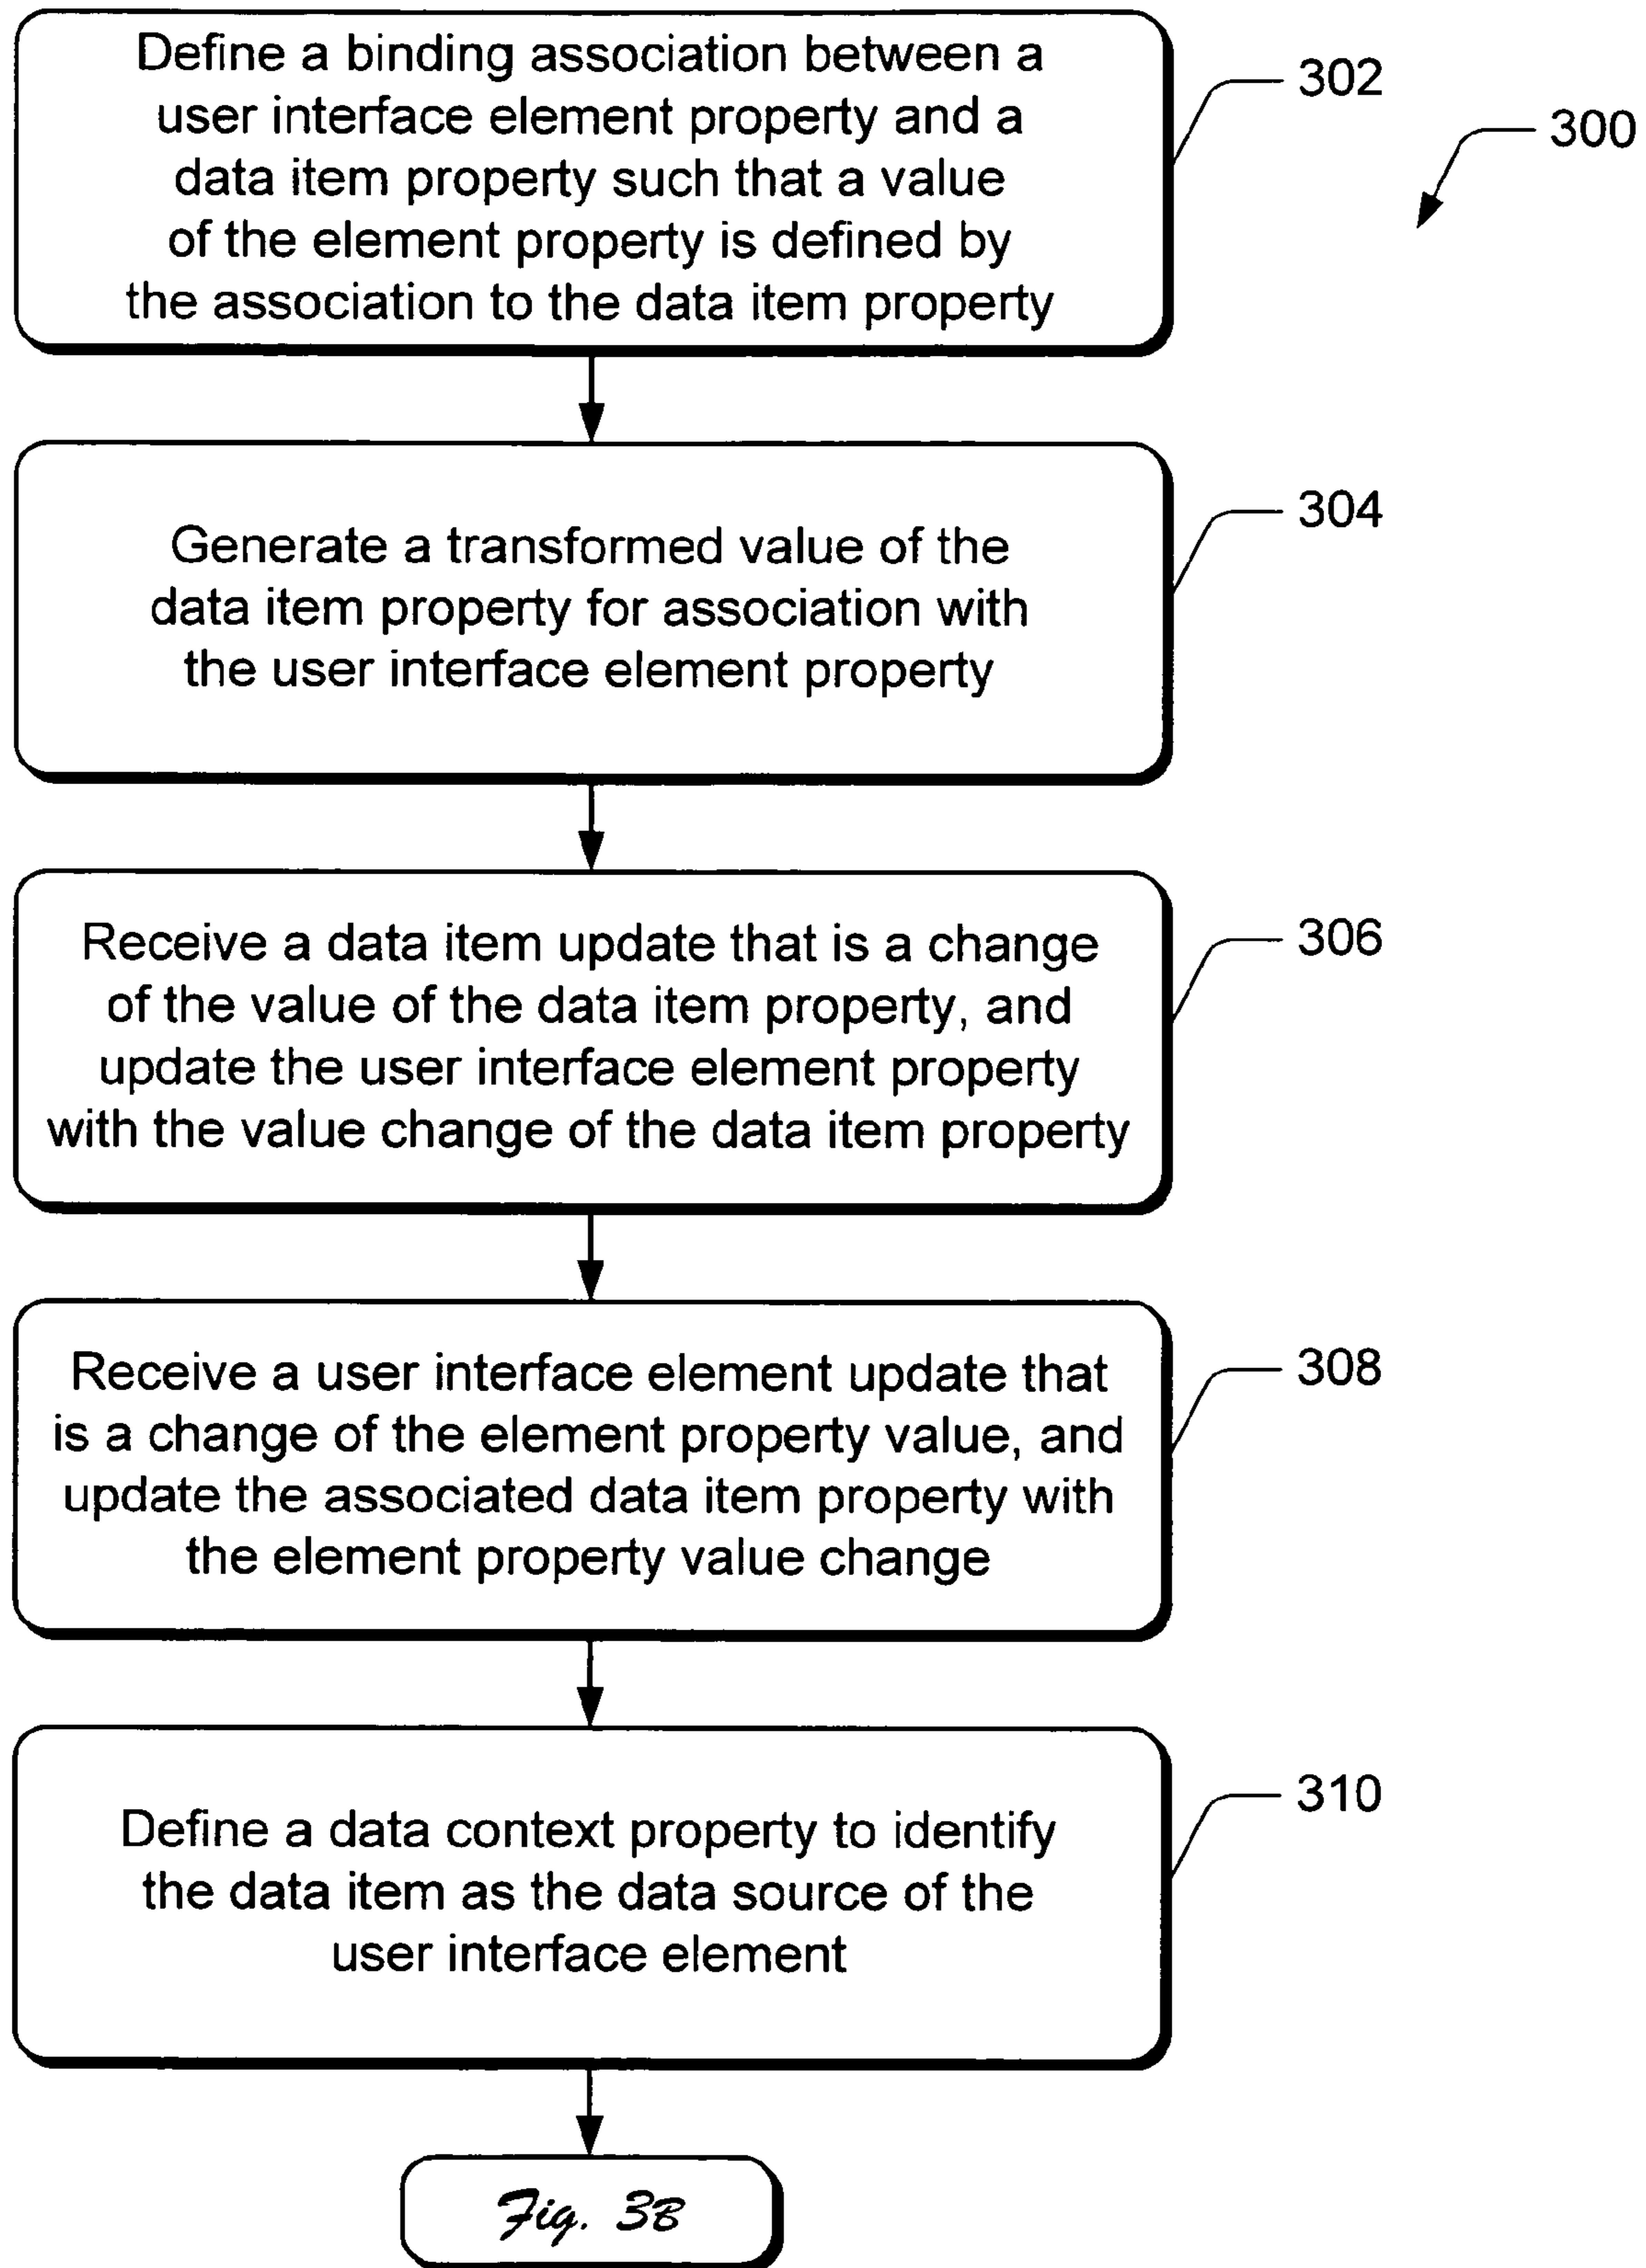 Define a binding association between a
user interface element property and a
data item property such that a value
of the element property is defined by
the association to the data item property
302
300
Generate a transformed value of the
data item property for association with
the user interface element property
304
Receive a data item update that is a change
of the value of the data item property, and
update the user interface element property
with the value change of the data item property
306
Receive a user interface element update that
is a change of the element property value, and
update the associated data item property with
the element property value change
308
Define a data context property to identify
the data item as the data source of the
user interface element
310
Fig. 3B